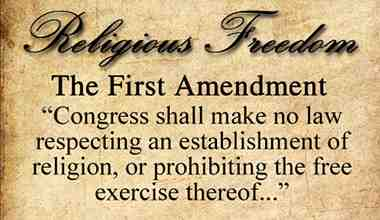 Religious Freedom
The First Amendment
“Congress shall make no law
respecting an establishment of
religion, or prohibiting the free
exercise thereof...”